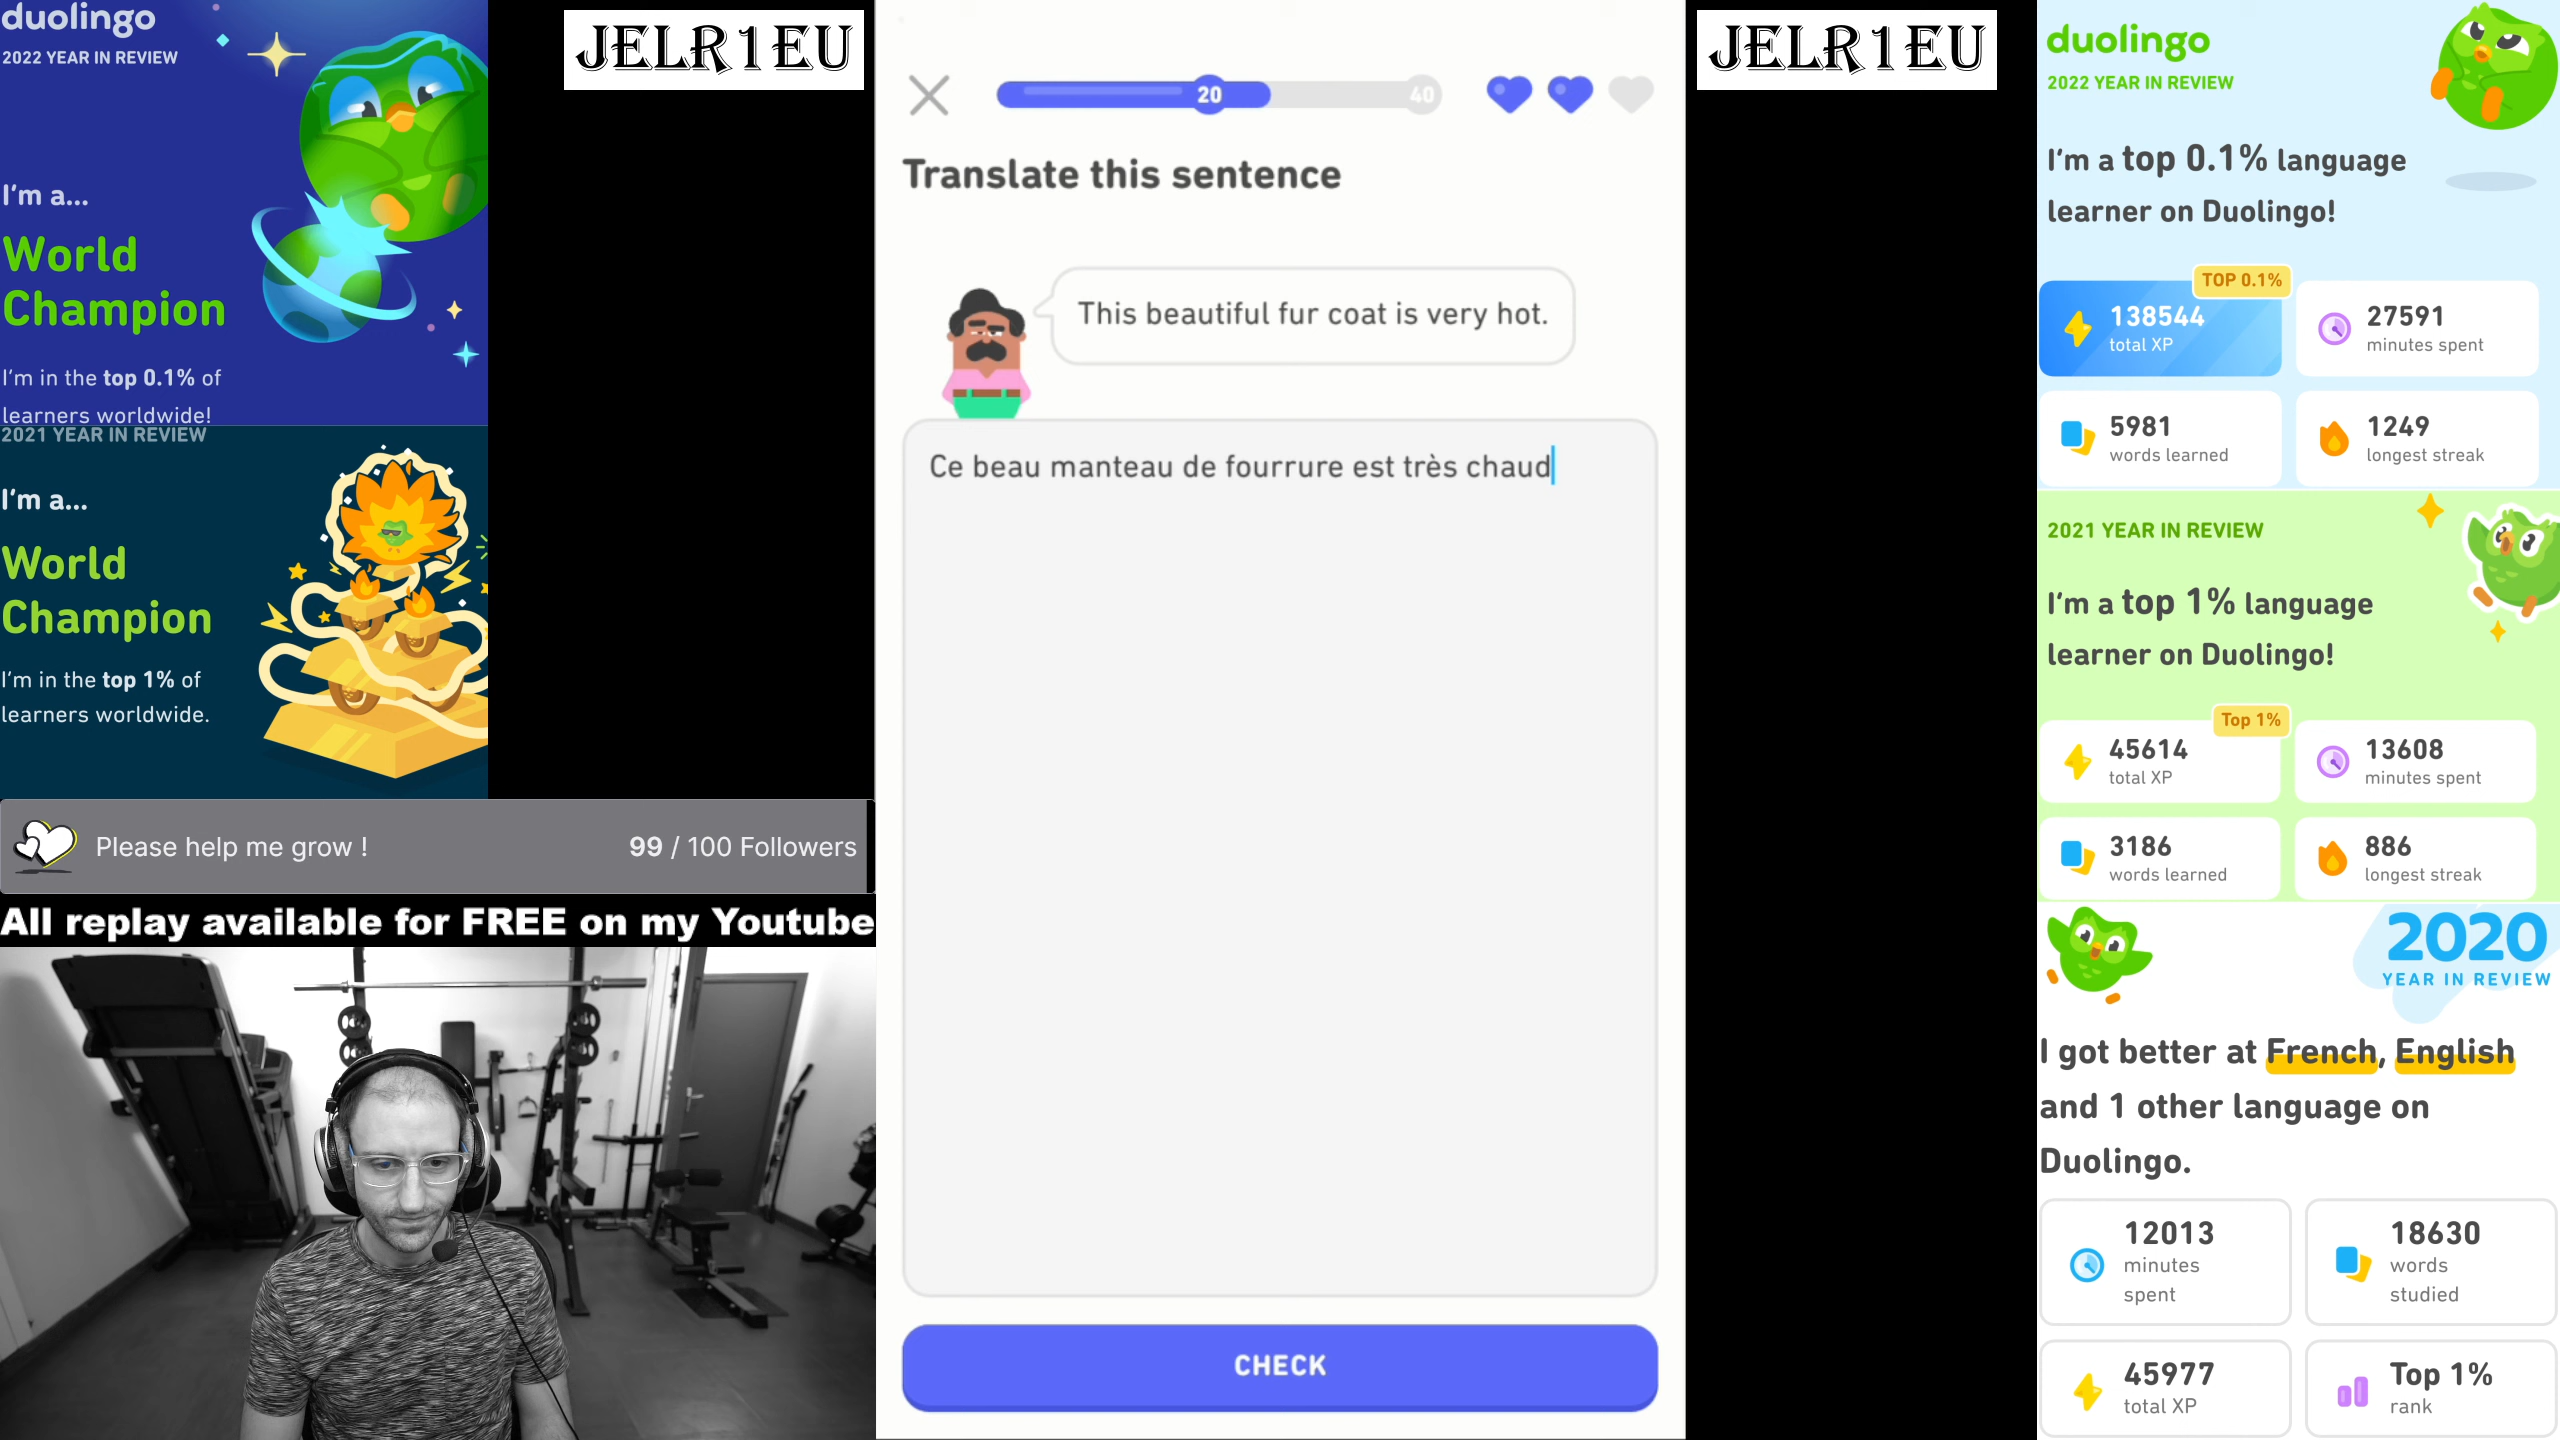 duolingo
2022 YEAR IN REVIEW
I'm a...
World
Champion
I'm in the top 0.1% of
learners worldwide!
2021 YEAR IN REVIEW
I'm a...
World
Champion
I'm in the top 1% of
learners worldwide.
Please help me grow !
99 / 100 Followers
All replay available for FREE on my Youtube
JELR1EU
20
40
Translate this sentence
This beautiful fur coat is very hot.
Ce beau manteau de fourrure est très chaud
CHECK
JELR1EU
duolingo
2022 YEAR IN REVIEW
I'm a top 0.1% language
learner on Duolingo!
TOP 0.1%
138544
total XP
27591
minutes spent
5981
words learned
1249
longest streak
2021 YEAR IN REVIEW
I'm a top 1% language
learner on Duolingo!
Top 1%
45614
total XP
13608
minutes spent
3186
words learned
886
longest streak
2020
YEAR IN REVIEW
I got better at French, English
and 1 other language on
Duolingo.
12013
minutes
spent
18630
words
studied
45977
total XP
Top 1%
rank